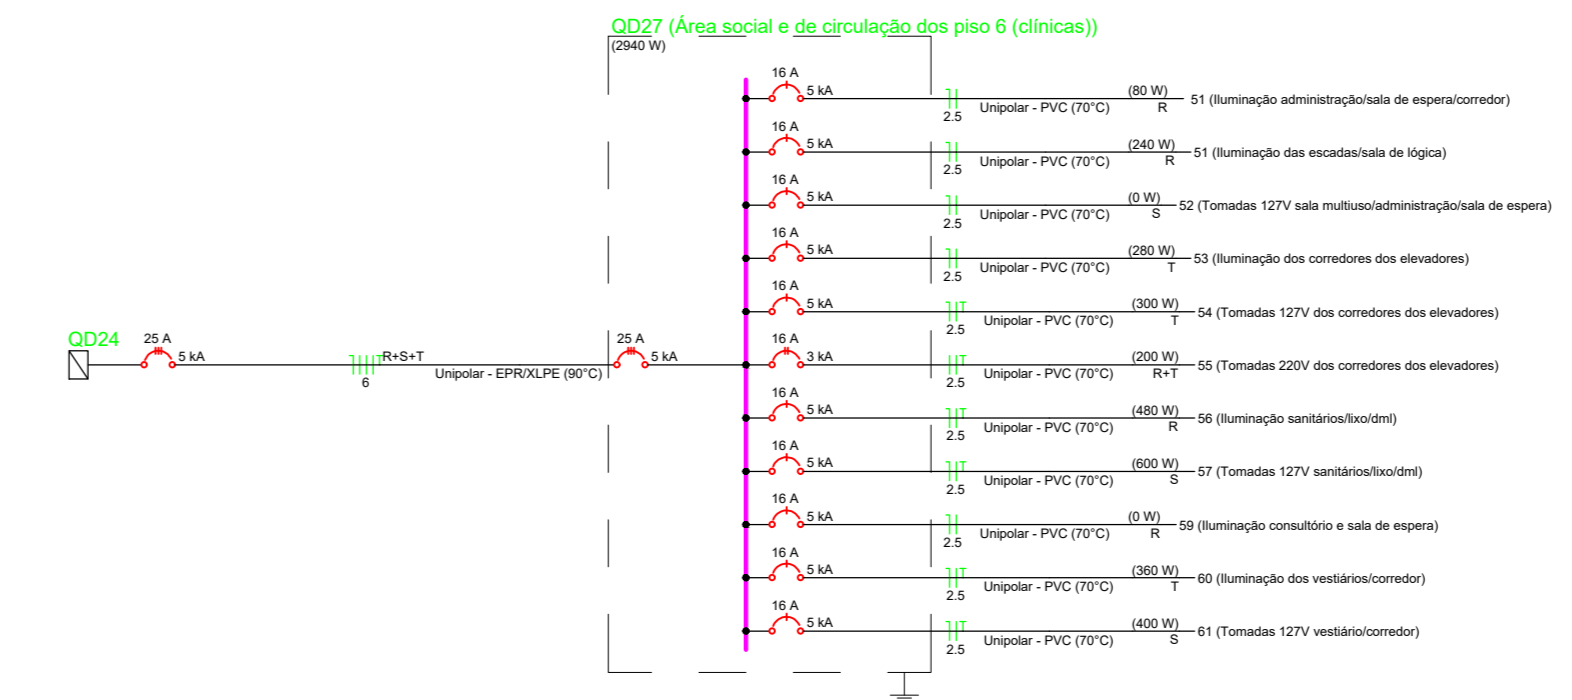 QD27 (Área social e de circulação dos piso 6 (clínicas))
(2940 W)
16 A
5 kA
2.5
Unipolar - PVC (70°C)
(80 W)
R
51 (Iluminação administração/sala de espera/corredor)
16 A
5 kA
2.5
Unipolar - PVC (70°C)
(240 W)
R
51 (Iluminação das escadas/sala de lógica)
16 A
5 kA
2.5
Unipolar - PVC (70°C)
(0 W)
S
52 (Tomadas 127V sala multiuso/administração/sala de espera)
16 A
5 kA
2.5
Unipolar - PVC (70°C)
(280 W)
T
53 (Iluminação dos corredores dos elevadores)
16 A
5 kA
2.5
Unipolar - PVC (70°C)
(300 W)
T
54 (Tomadas 127V dos corredores dos elevadores)
QD24
25 A
5 kA
R+S+T
6
Unipolar - EPR/XLPE (90°C)
25 A
5 kA
16 A
3 kA
2.5
Unipolar - PVC (70°C)
(200 W)
R+T
55 (Tomadas 220V dos corredores dos elevadores)
16 A
5 kA
2.5
Unipolar - PVC (70°C)
(480 W)
R
56 (Iluminação sanitários/lixo/dml)
16 A
5 kA
2.5
Unipolar - PVC (70°C)
(600 W)
S
57 (Tomadas 127V sanitários/lixo/dml)
16 A
5 kA
2.5
Unipolar - PVC (70°C)
(0 W)
R
59 (Iluminação consultório e sala de espera)
16 A
5 kA
2.5
Unipolar - PVC (70°C)
(360 W)
T
60 (Iluminação dos vestiários/corredor)
16 A
5 kA
2.5
Unipolar - PVC (70°C)
(400 W)
S
61 (Tomadas 127V vestiário/corredor)